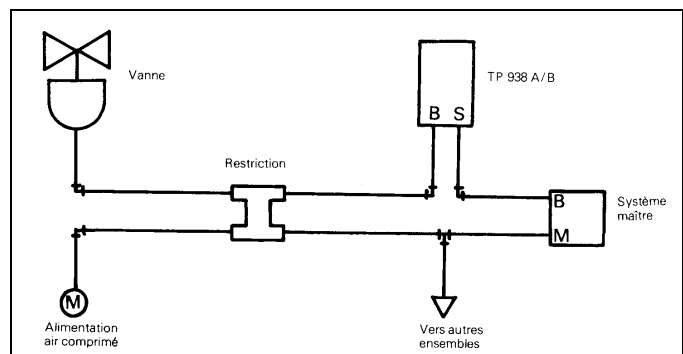 Vanne
TP 938 A/B
B S
Restriction
B
Système
maître
M
M
Alimentation
air comprimé
Vers autres
ensembles